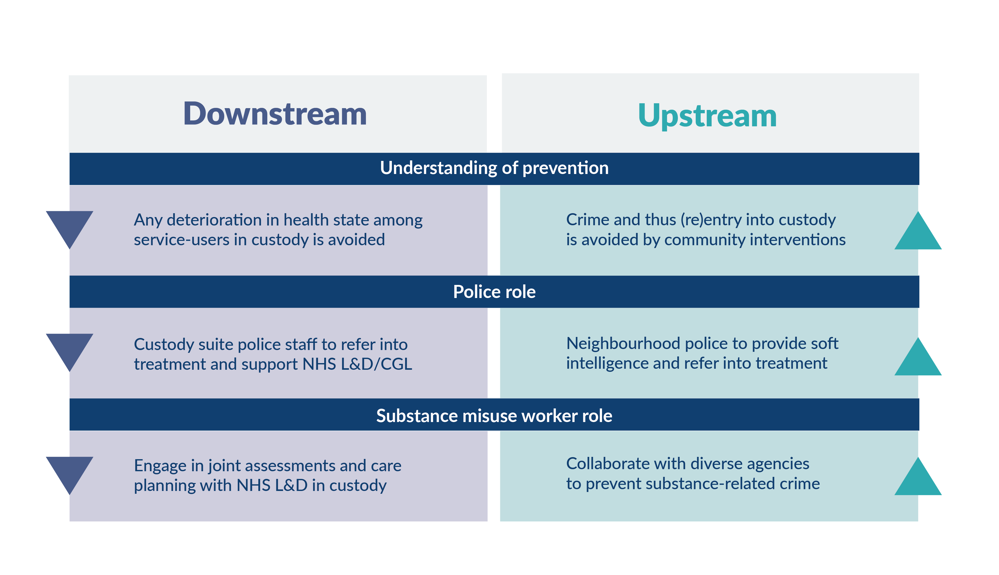 Downstream
Upstream
Understanding of prevention
Any deterioration in health state among
service-users in custody is avoided
Crime and thus (re)entry into custody
is avoided by community interventions
Police role
Custody suite police staff to refer into
treatment and support NHS L&D/CGL
Neighbourhood police to provide soft
intelligence and refer into treatment
Substance misuse worker role
Engage in joint assessments and care
planning with NHS L&D in custody
Collaborate with diverse agencies
to prevent substance-related crime